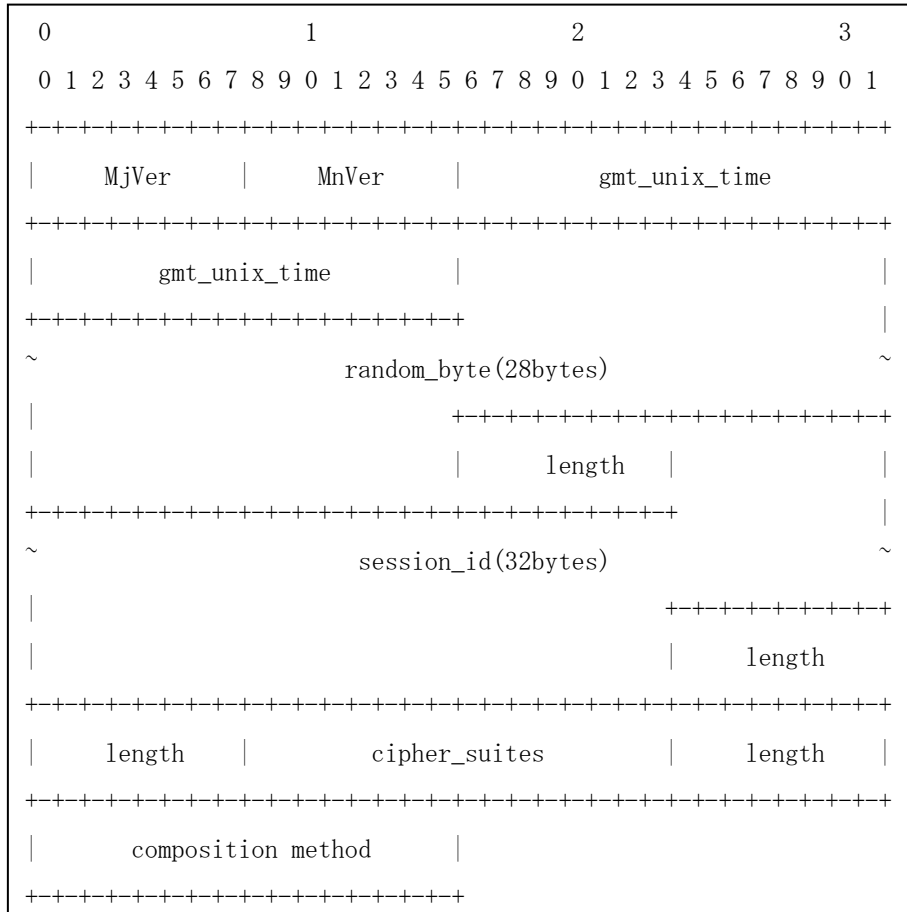 0                   1                   2                   3
0 1 2 3 4 5 6 7 8 9 0 1 2 3 4 5 6 7 8 9 0 1 2 3 4 5 6 7 8 9 0 1
+-+-+-+-+-+-+-+-+-+-+-+-+-+-+-+-+-+-+-+-+-+-+-+-+-+-+-+-+-+-+-+-+
|     MjVer     |     MnVer     |          gmt_unix_time
+-+-+-+-+-+-+-+-+-+-+-+-+-+-+-+-+-+-+-+-+-+-+-+-+-+-+-+-+-+-+-+-+
|         gmt_unix_time         |                               |
+-+-+-+-+-+-+-+-+-+-+-+-+-+-+-+-+                               |
~                       random_byte(28bytes)                    ~
|                               +-+-+-+-+-+-+-+-+-+-+-+-+-+-+-+-+
|                               |      length   |               |
+-+-+-+-+-+-+-+-+-+-+-+-+-+-+-+-+-+-+-+-+-+-+-+-+               |
~                        session_id(32bytes)                    ~
|                                               +-+-+-+-+-+-+-+-+
|                                               |     length
+-+-+-+-+-+-+-+-+-+-+-+-+-+-+-+-+-+-+-+-+-+-+-+-+-+-+-+-+-+-+-+-+
|     length    |         cipher_suites         |     length    |
+-+-+-+-+-+-+-+-+-+-+-+-+-+-+-+-+-+-+-+-+-+-+-+-+-+-+-+-+-+-+-+-+
|       composition method      |
+-+-+-+-+-+-+-+-+-+-+-+-+-+-+-+-+